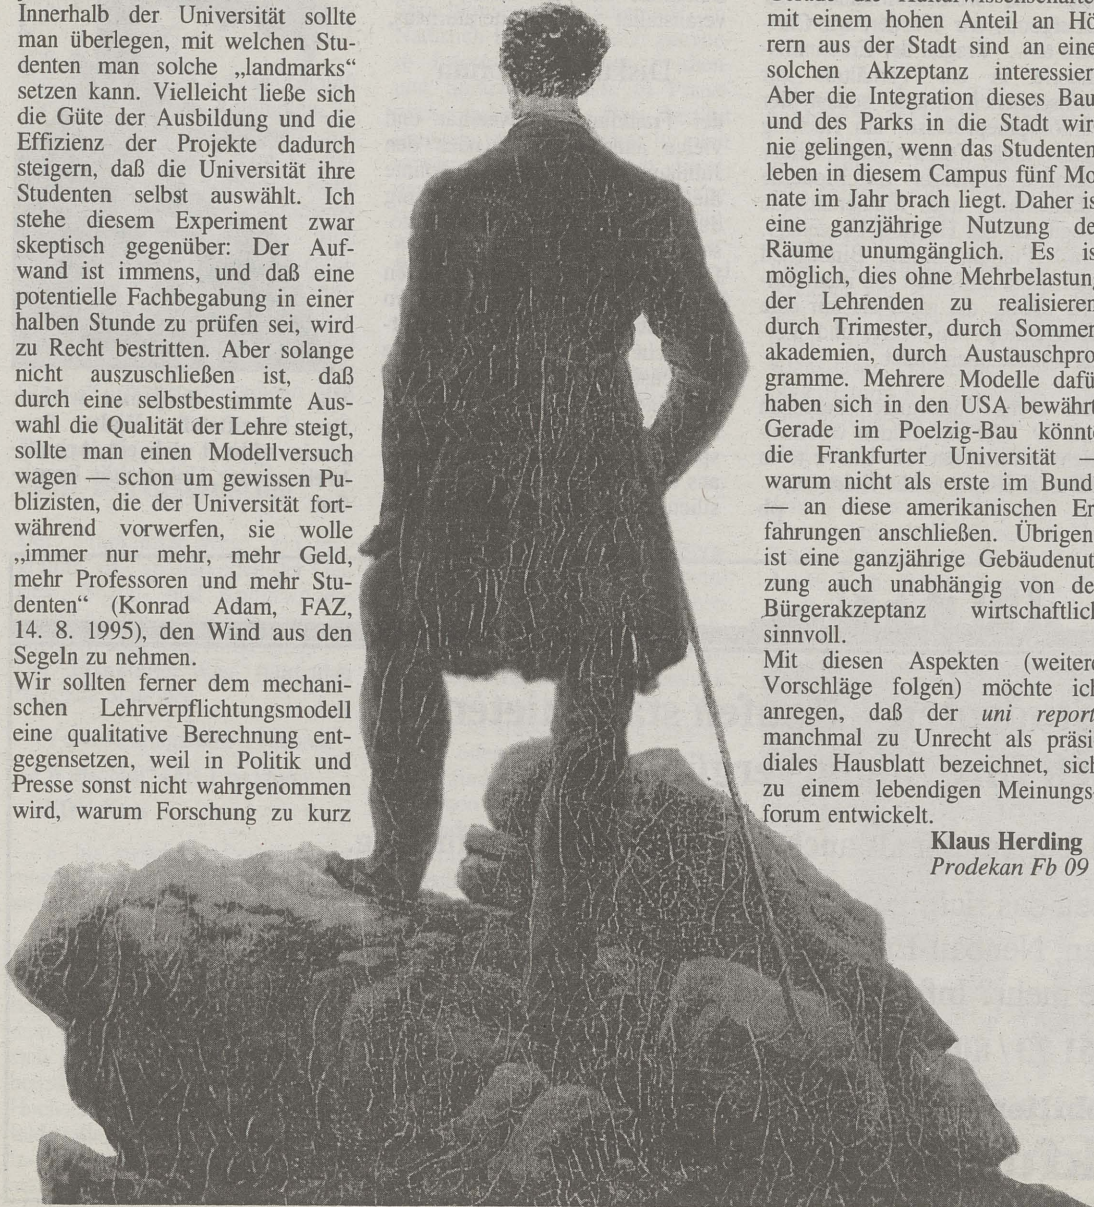 Innerhalb der Universität sollte
man überlegen, mit welchen Stu-
denten man solche „landmarks“
setzen kann. Vielleicht ließe sich
die Güte der Ausbildung und die
Effizienz der Projekte dadurch
steigern, daß die Universität ihre
Studenten selbst auswählt. Ich
stehe diesem Experiment zwar
skeptisch gegenüber: Der Auf-
wand ist immens, und daß eine
potentielle Fachbegabung in einer
halben Stunde zu prüfen sei, wird
zu Recht bestritten. Aber solange
nicht auszuschließen ist, daß
durch eine selbstbestimmte Aus-
wahl die Qualität der Lehre steigt,
sollte man einen Modellversuch
wagen — schon um gewissen Pu-
blizisten, die der Universität fort-
während vorwerfen, sie wolle
„immer nur mehr, mehr Geld,
mehr Professoren und mehr Stu-
denten“ (Konrad Adam, FAZ,
14. 8. 1995), den Wind aus den
Segeln zu nehmen.
Wir sollten ferner dem mechani-
schen Lehrverpflichtungsmodell
eine qualitative Berechnung ent-
gegensetzen, weil in Politik und
Presse sonst nicht wahrgenommen
wird, warum Forschung zu kurz
mit einem hohen Anteil an Hö
rern aus der Stadt sind an eine
solchen Akzeptanz interessier
Aber die Integration dieses Bau
und des Parks in die Stadt wir
nie gelingen, wenn das Studenten
leben in diesem Campus fünf Mo
nate im Jahr brach liegt. Daher is
eine ganzjährige Nutzung de
Räume unumgänglich. Es is
möglich, dies ohne Mehrbelastung
der Lehrenden zu realisieren
durch Trimester, durch Sommer
akademien, durch Austauschpro
gramme. Mehrere Modelle dafü
haben sich in den USA bewährt
Gerade im Poelzig-Bau könnte
die Frankfurter Universität —
warum nicht als erste im Bund
— an diese amerikanischen Er
fahrungen anschließen. Übrigen
ist eine ganzjährige Gebäudenut
zung auch unabhängig von de
Bürgerakzeptanz wirtschaftlich
sinnvoll.
Mit diesen Aspekten (weitere
Vorschläge folgen) möchte ich
anregen, daß der uni report
manchmal zu Unrecht als präsi
diales Hausblatt bezeichnet, sich
zu einem lebendigen Meinungs-
forum entwickelt.
Klaus Herding
Prodekan Fb 09